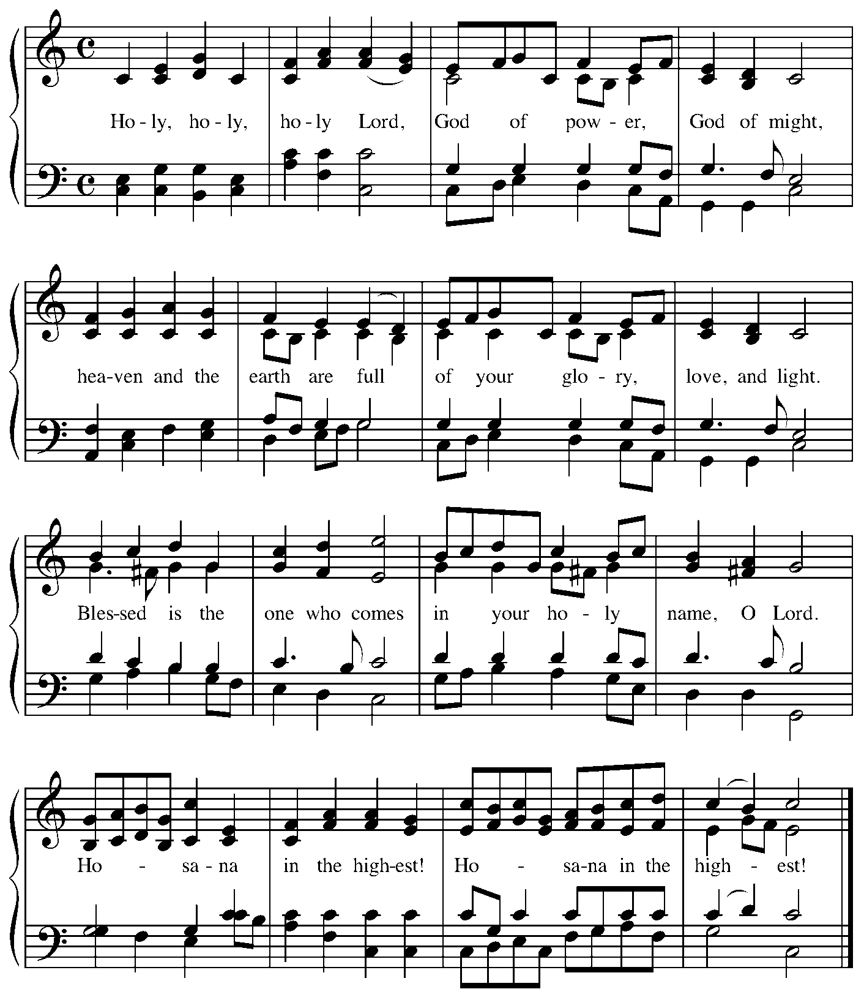 Ho - ly, ho - ly, ho - ly Lord, God of pow - er, God of might,
hea-ven and the earth are full of your glo - ry, love, and light.
Bles-sed is the one who comes in your ho - ly name, O Lord.
Ho - sa - na in the high-est! Ho - sa-na in the high - est!